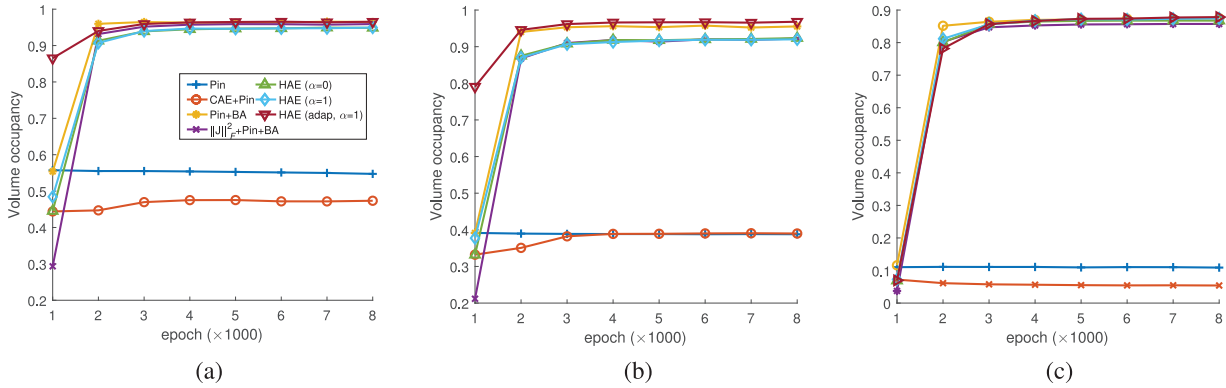 1
0.9
0.8
0.7
0.6
0.5
0.4
0.3
0.2
Volume occupancy
Pin
CAE+Pin
Pin+BA
||J||²_F+Pin+BA
HAE (α=0)
HAE (α=1)
HAE (adap, α=1)
1 2 3 4 5 6 7 8
epoch (×1000)
(a)
1
0.9
0.8
0.7
0.6
0.5
0.4
0.3
0.2
Volume occupancy
1 2 3 4 5 6 7 8
epoch (×1000)
(b)
0.9
0.8
0.7
0.6
0.5
0.4
0.3
0.2
0.1
0
Volume occupancy
1 2 3 4 5 6 7 8
epoch (×1000)
(c)